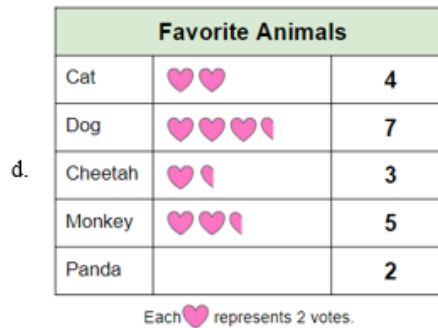 Favorite Animals
Cat 4
Dog 7
d.
Cheetah 3
Monkey 5
Panda 2
Each represents 2 votes.